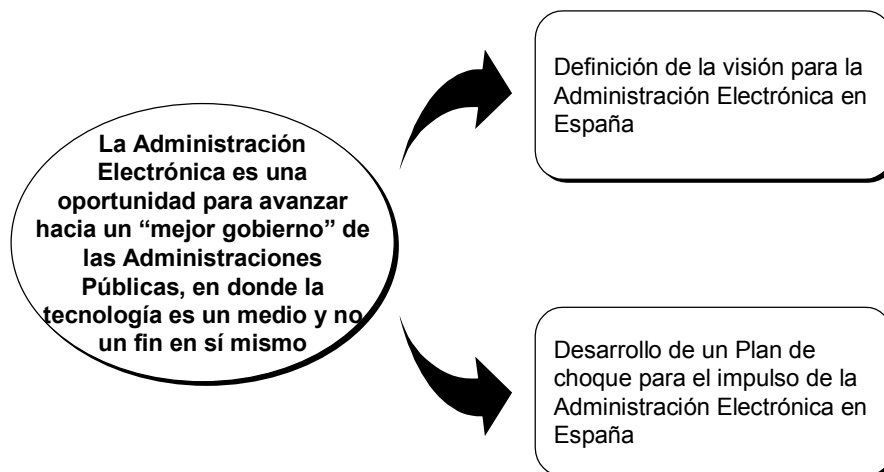 La Administración
Electrónica es una
oportunidad para avanzar
hacia un “mejor gobierno” de
las Administraciones
Públicas, en donde la
tecnología es un medio y no
un fin en sí mismo
Definición de la visión para la
Administración Electrónica en
España
Desarrollo de un Plan de
choque para el impulso de la
Administración Electrónica en
España